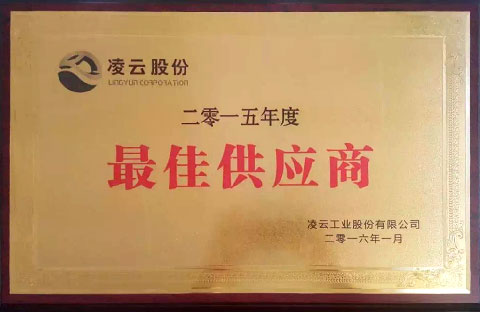 凌云股份
LINGYUN CORPORATION
二零一五年度
最佳供应商
凌云工业股份有限公司
二零一六年一月